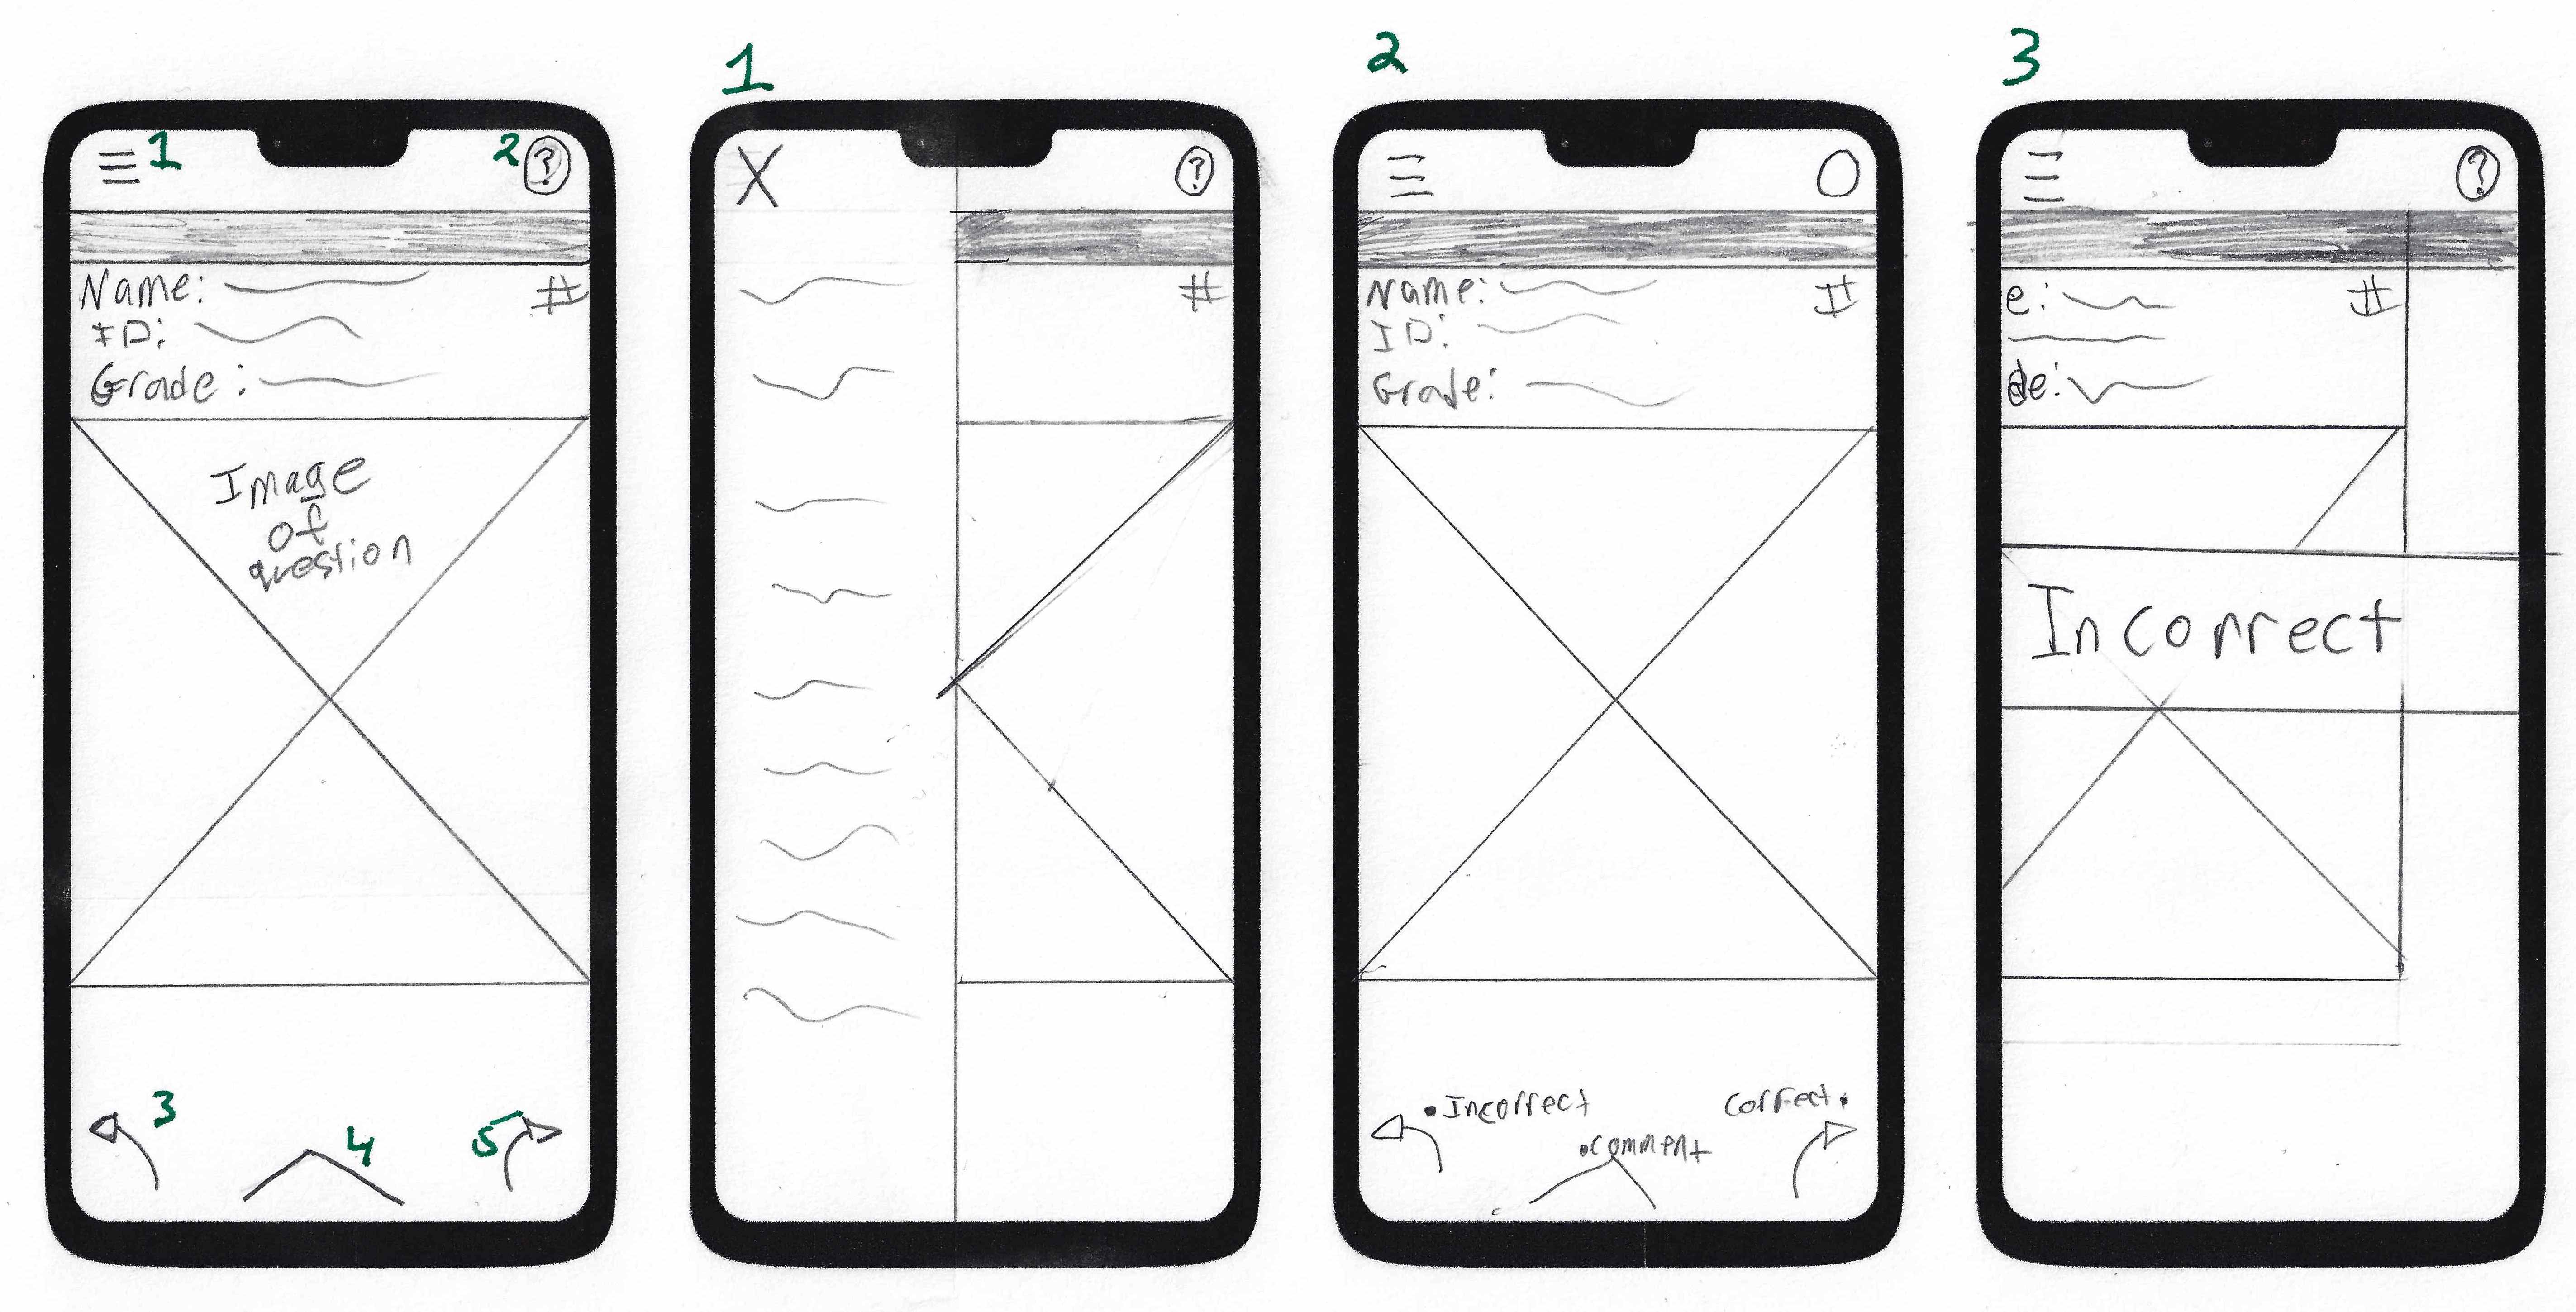 1
2
3
1
2
?
Name:
#
ID:
Grade:
Image
of
question
3
4
5
X
?
#
Name:
#
ID:
Grade:
•Incorrect
Correct•
•comment
?
e:
#
de:
Incorrect